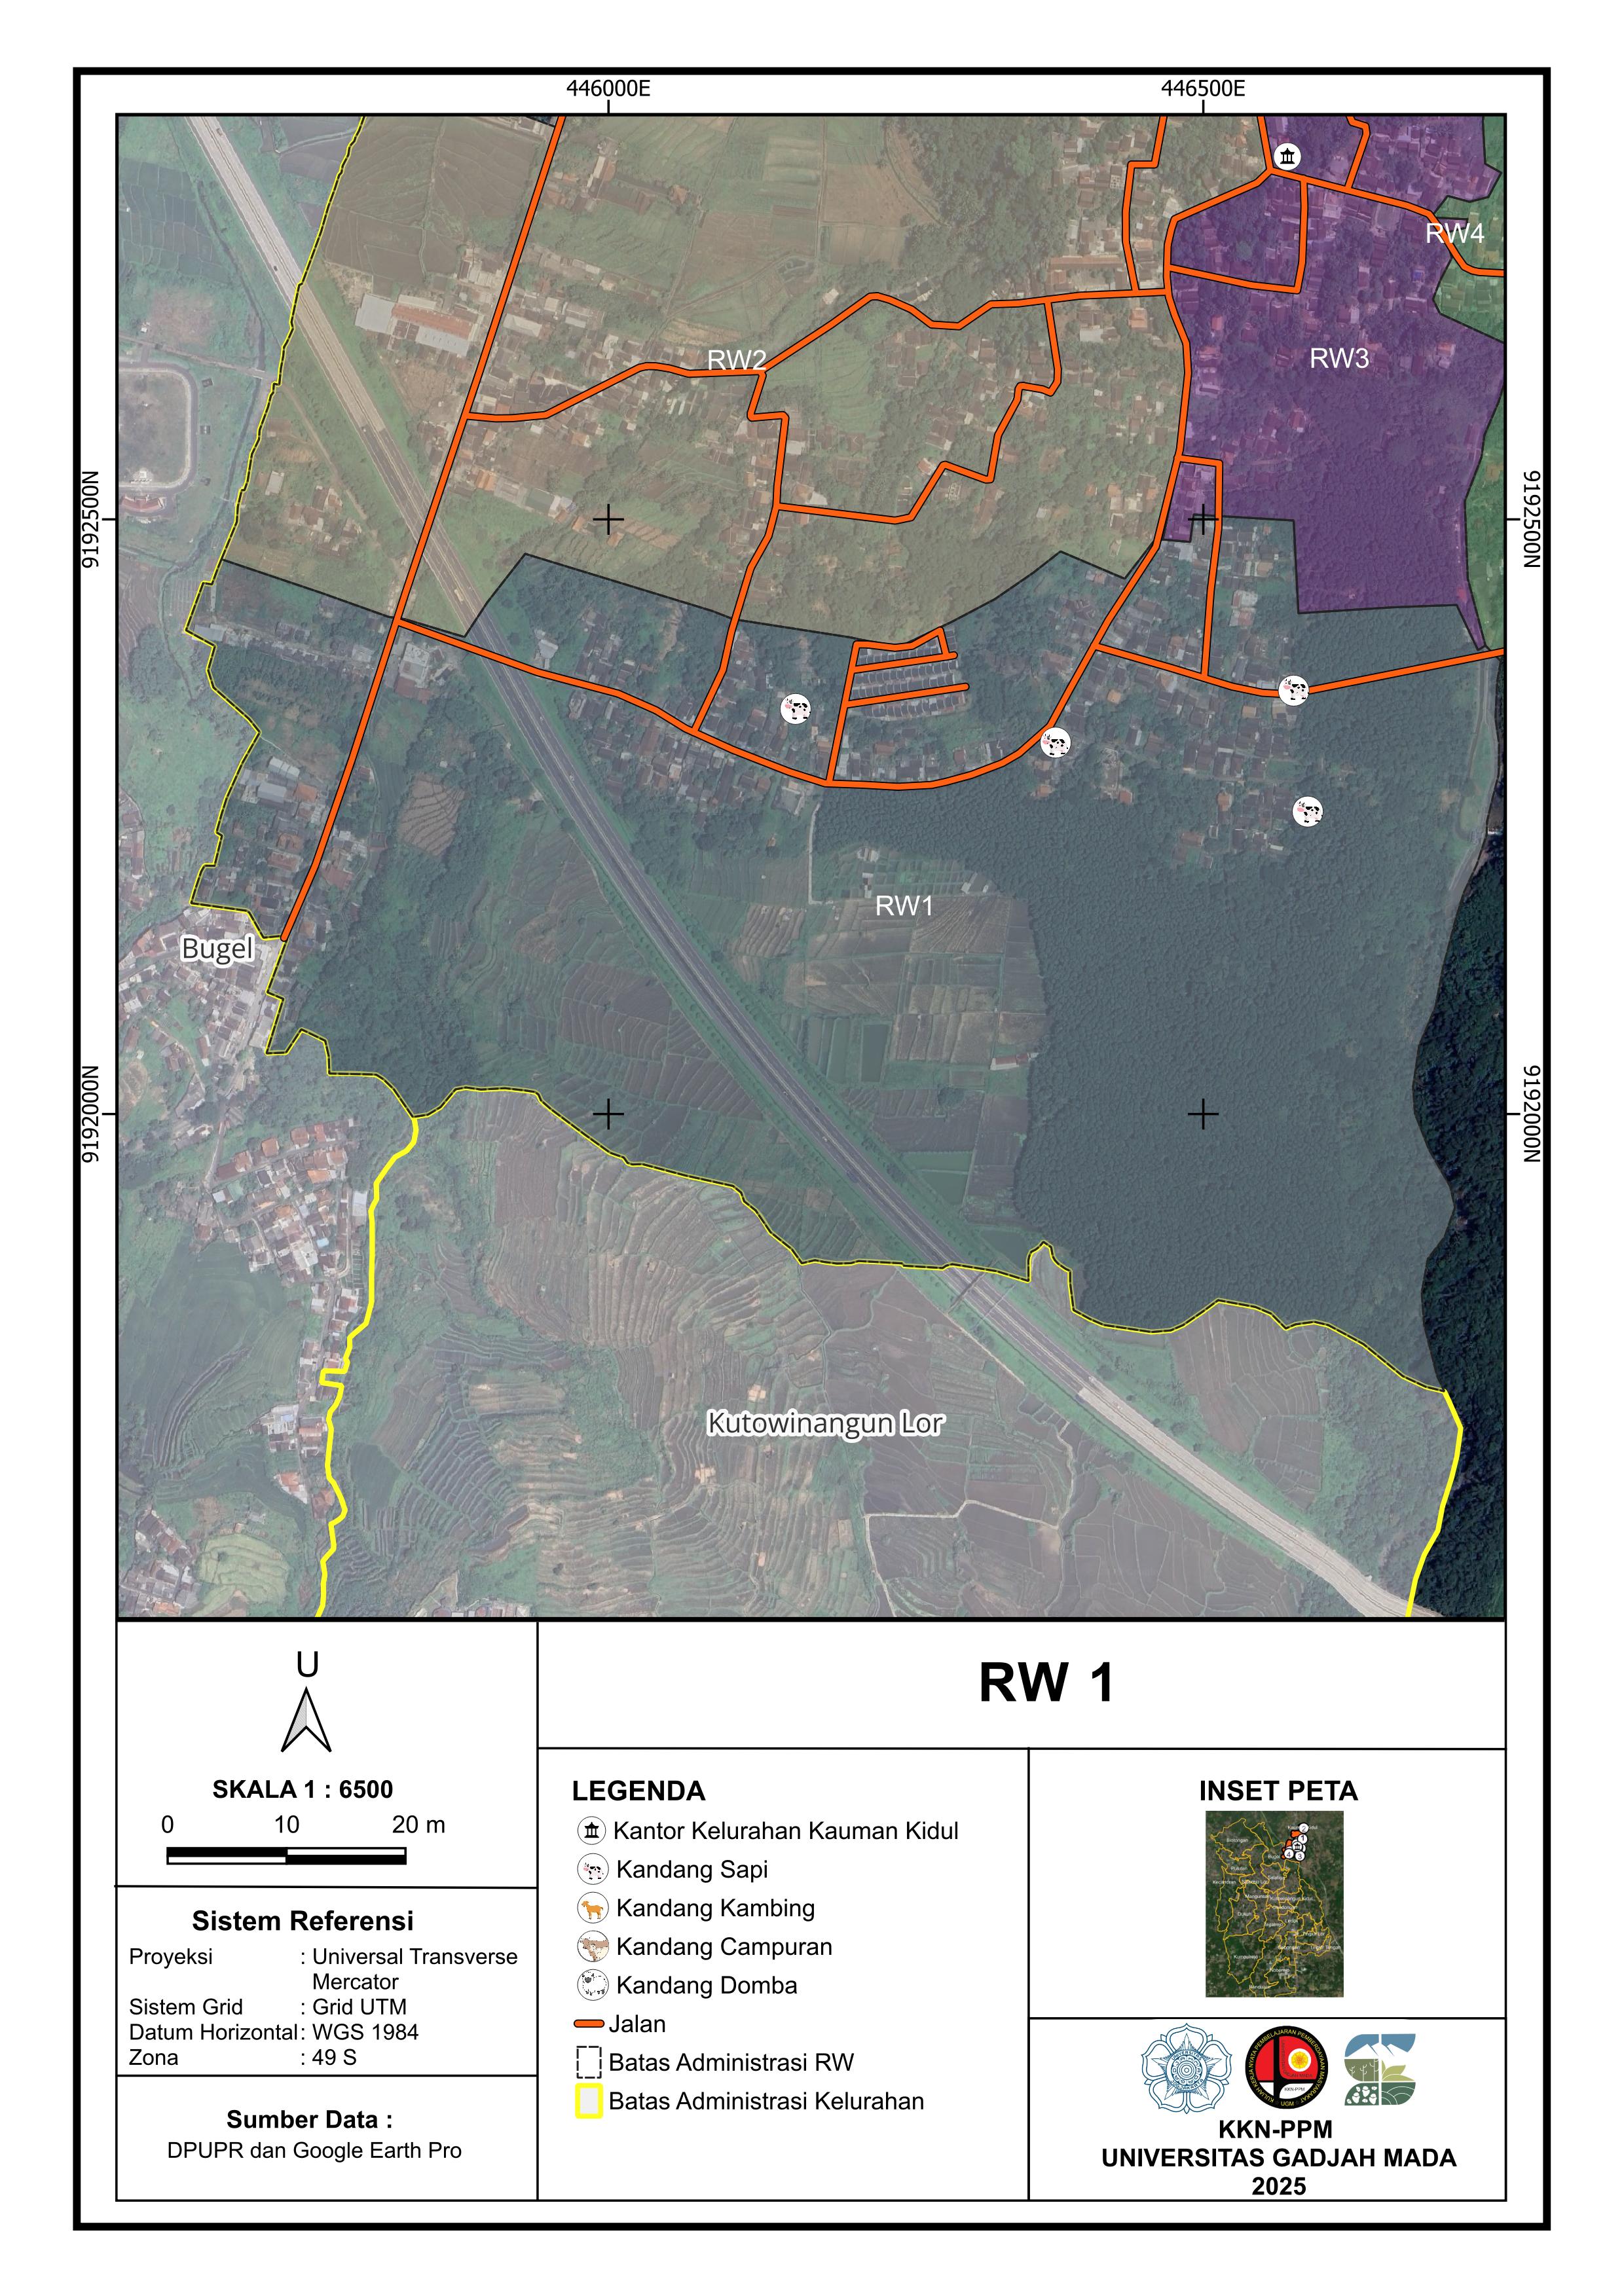 446000E
446500E
9192500N
9192500N
9192000N
9192000N
RW4
RW3
RW2
RW1
Bugel
Kutowinangun Lor
U
SKALA 1 : 6500
0 10 20 m
Sistem Referensi
Proyeksi : Universal Transverse
Mercator
Sistem Grid : Grid UTM
Datum Horizontal : WGS 1984
Zona : 49 S
Sumber Data :
DPUPR dan Google Earth Pro
RW 1
LEGENDA
Kantor Kelurahan Kauman Kidul
Kandang Sapi
Kandang Kambing
Kandang Campuran
Kandang Domba
Jalan
Batas Administrasi RW
Batas Administrasi Kelurahan
INSET PETA
KKN-PPM
UNIVERSITAS GADJAH MADA
2025